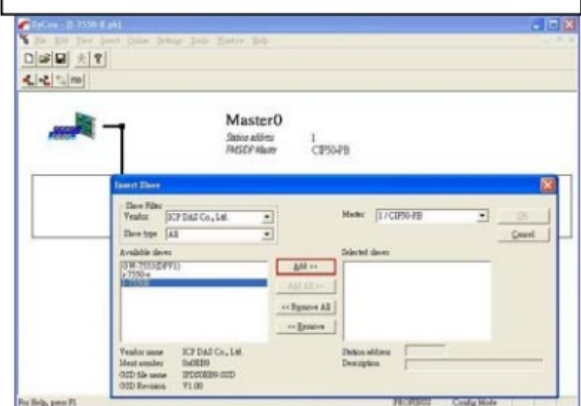 SyCon - [I-7550-E.pb]
File Edit View Insert Online Settings Tools Window Help
Master0
Station address 1
FMS/DP Master CIF50-PB
Insert Slave
Slave Filter
Vendor ICP DAS Co., Ltd.
Slave type All
Master 1 / CIF50-PB
OK
Cancel
Available slaves
Selected slaves
Add >>
Add All >>
<< Remove All
<< Remove
Vendor name ICP DAS Co., Ltd.
Ident number
GSD file name
GSD Revision V1.00
Station address
Description
For Help, press F1
PROFIBUS Config Mode